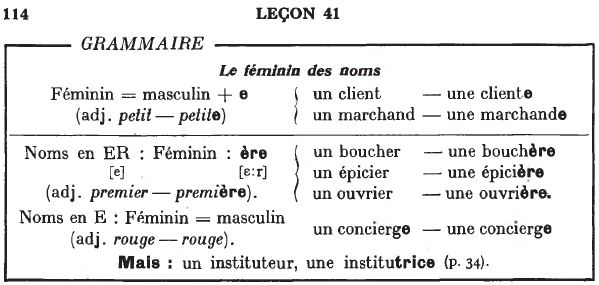 114 LEÇON 41
GRAMMAIRE
Le féminin des noms
Féminin = masculin + e { un client — une cliente
(adj. petit — petite) { un marchand — une marchande
Noms en ER : Féminin : ère { un boucher — une bouchère
[e] [ɛ:r] { un épicier — une épicière
(adj. premier — première). { un ouvrier — une ouvrière.
Noms en E : Féminin = masculin
(adj. rouge — rouge). un concierge — une concierge
Mais : un instituteur, une institutrice (p. 34).